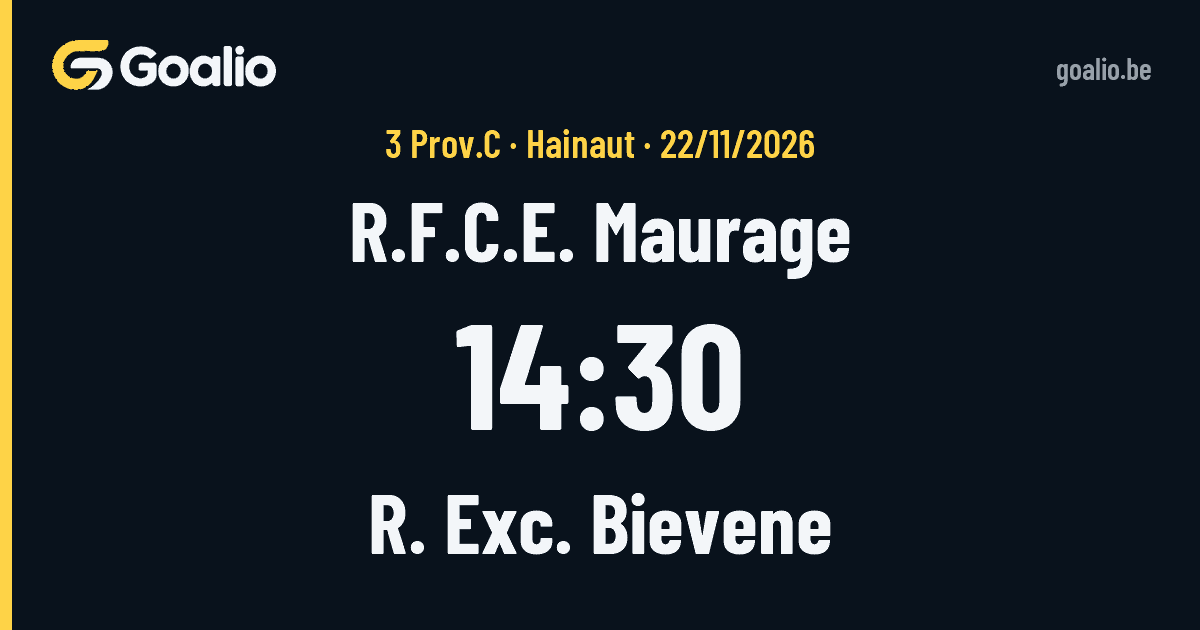 Goalio
goalio.be
3 Prov.C · Hainaut · 22/11/2026
R.F.C.E. Maurage
14:30
R. Exc. Bievene